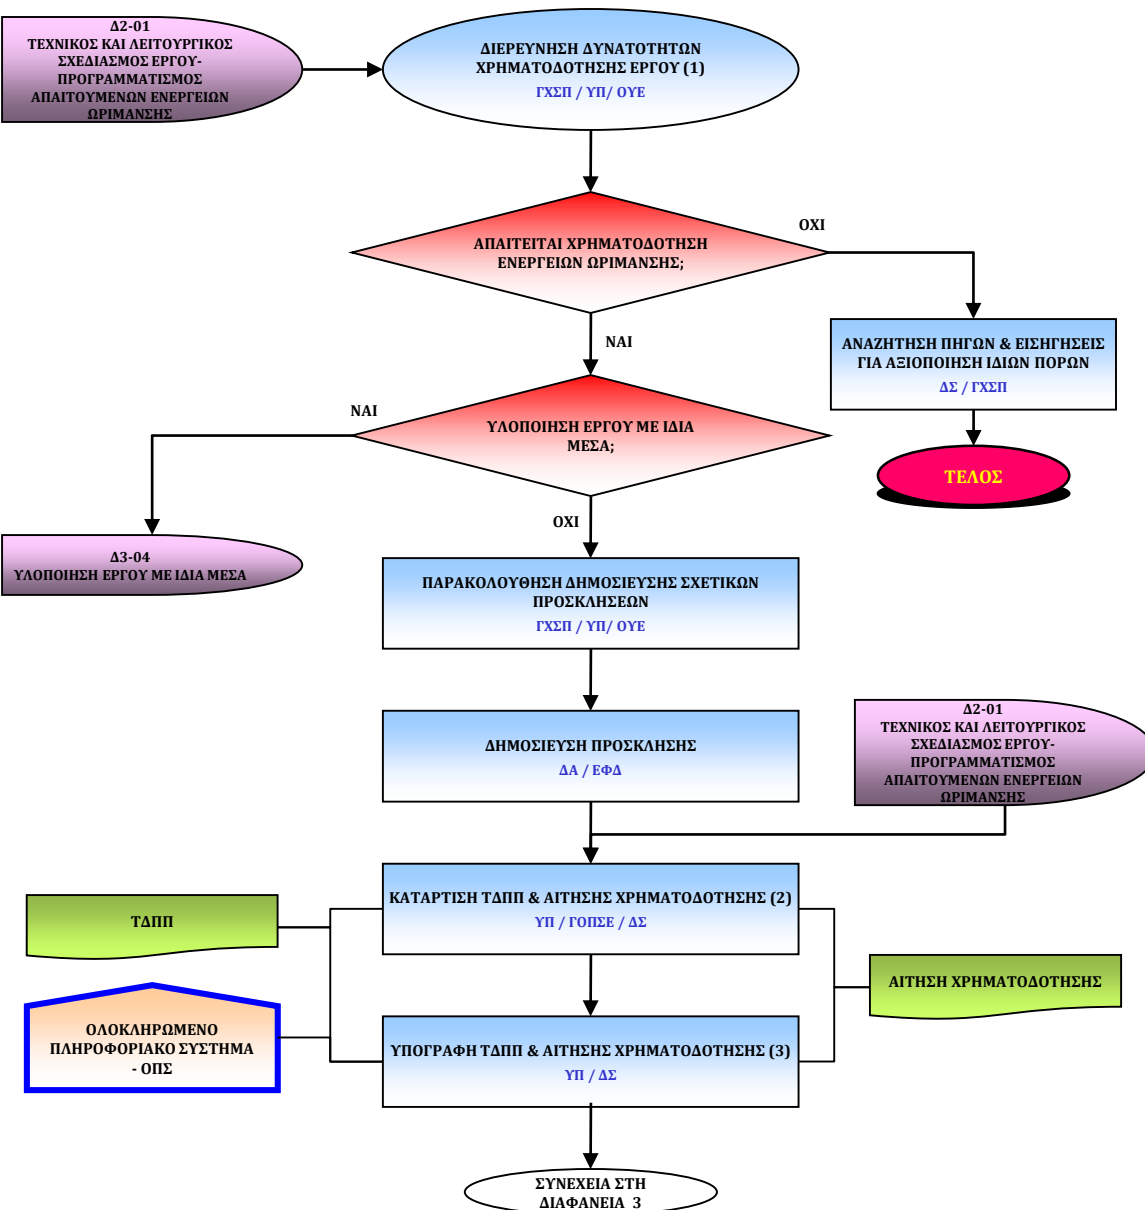 Δ2-01
ΤΕΧΝΙΚΟΣ ΚΑΙ ΛΕΙΤΟΥΡΓΙΚΟΣ
ΣΧΕΔΙΑΣΜΟΣ ΕΡΓΟΥ-
ΠΡΟΓΡΑΜΜΑΤΙΣΜΟΣ
ΑΠΑΙΤΟΥΜΕΝΩΝ ΕΝΕΡΓΕΙΩΝ
ΩΡΙΜΑΝΣΗΣ
ΔΙΕΡΕΥΝΗΣΗ ΔΥΝΑΤΟΤΗΤΩΝ
ΧΡΗΜΑΤΟΔΟΤΗΣΗΣ ΕΡΓΟΥ (1)
ΓΧΣΠ / ΥΠ/ ΟΥΕ
ΑΠΑΙΤΕΙΤΑΙ ΧΡΗΜΑΤΟΔΟΤΗΣΗ
ΕΝΕΡΓΕΙΩΝ ΩΡΙΜΑΝΣΗΣ;
ΟΧΙ
ΝΑΙ
ΑΝΑΖΗΤΗΣΗ ΠΗΓΩΝ & ΕΙΣΗΓΗΣΕΙΣ
ΓΙΑ ΑΞΙΟΠΟΙΗΣΗ ΙΔΙΩΝ ΠΟΡΩΝ
ΔΣ / ΓΧΣΠ
ΤΕΛΟΣ
ΥΛΟΠΟΙΗΣΗ ΕΡΓΟΥ ΜΕ ΙΔΙΑ
ΜΕΣΑ;
ΝΑΙ
ΟΧΙ
Δ3-04
ΥΛΟΠΟΙΗΣΗ ΕΡΓΟΥ ΜΕ ΙΔΙΑ ΜΕΣΑ
ΠΑΡΑΚΟΛΟΥΘΗΣΗ ΔΗΜΟΣΙΕΥΣΗΣ ΣΧΕΤΙΚΩΝ
ΠΡΟΣΚΛΗΣΕΩΝ
ΓΧΣΠ / ΥΠ/ ΟΥΕ
ΔΗΜΟΣΙΕΥΣΗ ΠΡΟΣΚΛΗΣΗΣ
ΔΑ / ΕΦΔ
Δ2-01
ΤΕΧΝΙΚΟΣ ΚΑΙ ΛΕΙΤΟΥΡΓΙΚΟΣ
ΣΧΕΔΙΑΣΜΟΣ ΕΡΓΟΥ-
ΠΡΟΓΡΑΜΜΑΤΙΣΜΟΣ
ΑΠΑΙΤΟΥΜΕΝΩΝ ΕΝΕΡΓΕΙΩΝ
ΩΡΙΜΑΝΣΗΣ
ΚΑΤΑΡΤΙΣΗ ΤΔΠΠ & ΑΙΤΗΣΗΣ ΧΡΗΜΑΤΟΔΟΤΗΣΗΣ (2)
ΥΠ / ΓΟΠΣΕ / ΔΣ
ΤΔΠΠ
ΑΙΤΗΣΗ ΧΡΗΜΑΤΟΔΟΤΗΣΗΣ
ΟΛΟΚΛΗΡΩΜΕΝΟ
ΠΛΗΡΟΦΟΡΙΑΚΟ ΣΥΣΤΗΜΑ
- ΟΠΣ
ΥΠΟΓΡΑΦΗ ΤΔΠΠ & ΑΙΤΗΣΗΣ ΧΡΗΜΑΤΟΔΟΤΗΣΗΣ (3)
ΥΠ / ΔΣ
ΣΥΝΕΧΕΙΑ ΣΤΗ
ΔΙΑΦΑΝΕΙΑ 3